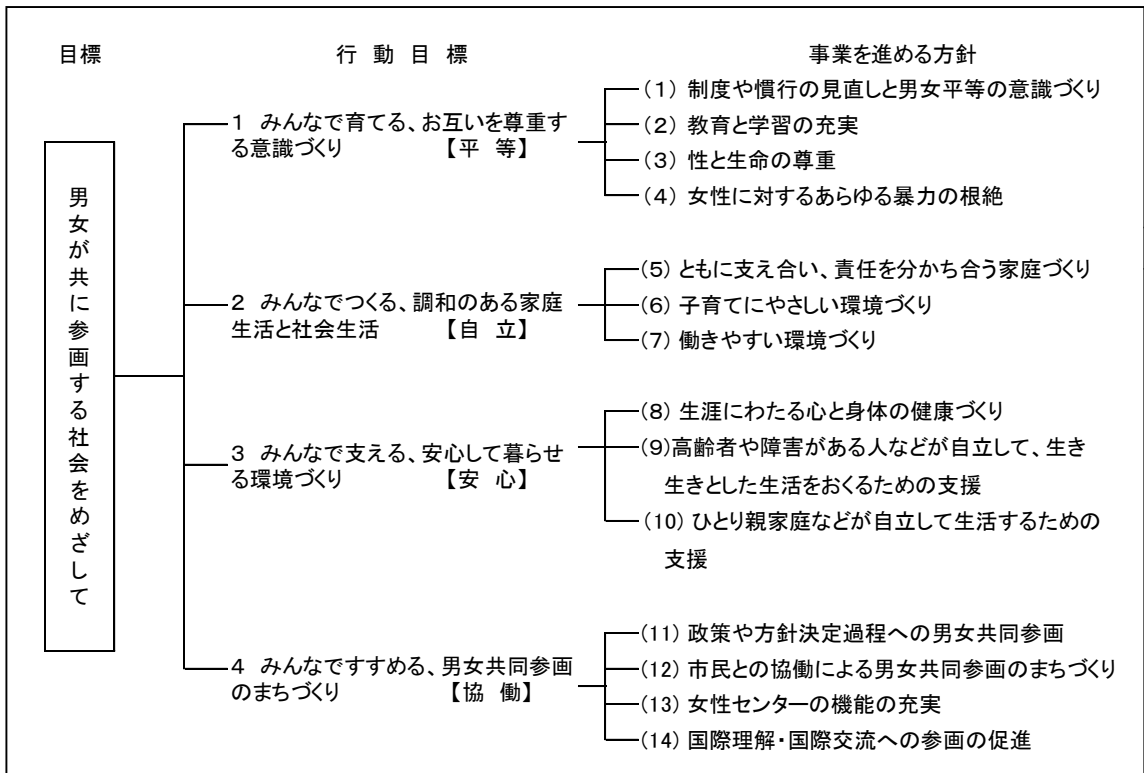 目標 行動目標 事業を進める方針
男女が共に参画する社会をめざして
1 みんなで育てる、お互いを尊重す
る意識づくり 【平 等】
(1) 制度や慣行の見直しと男女平等の意識づくり
(2) 教育と学習の充実
(3) 性と生命の尊重
(4) 女性に対するあらゆる暴力の根絶
2 みんなでつくる、調和のある家庭
生活と社会生活 【自 立】
(5) ともに支え合い、責任を分かち合う家庭づくり
(6) 子育てにやさしい環境づくり
(7) 働きやすい環境づくり
3 みんなで支える、安心して暮らせ
る環境づくり 【安 心】
(8) 生涯にわたる心と身体の健康づくり
(9)高齢者や障害がある人などが自立して、生き
生きとした生活をおくるための支援
(10) ひとり親家庭などが自立して生活するための
支援
4 みんなですすめる、男女共同参画
のまちづくり 【協 働】
(11) 政策や方針決定過程への男女共同参画
(12) 市民との協働による男女共同参画のまちづくり
(13) 女性センターの機能の充実
(14) 国際理解・国際交流への参画の促進